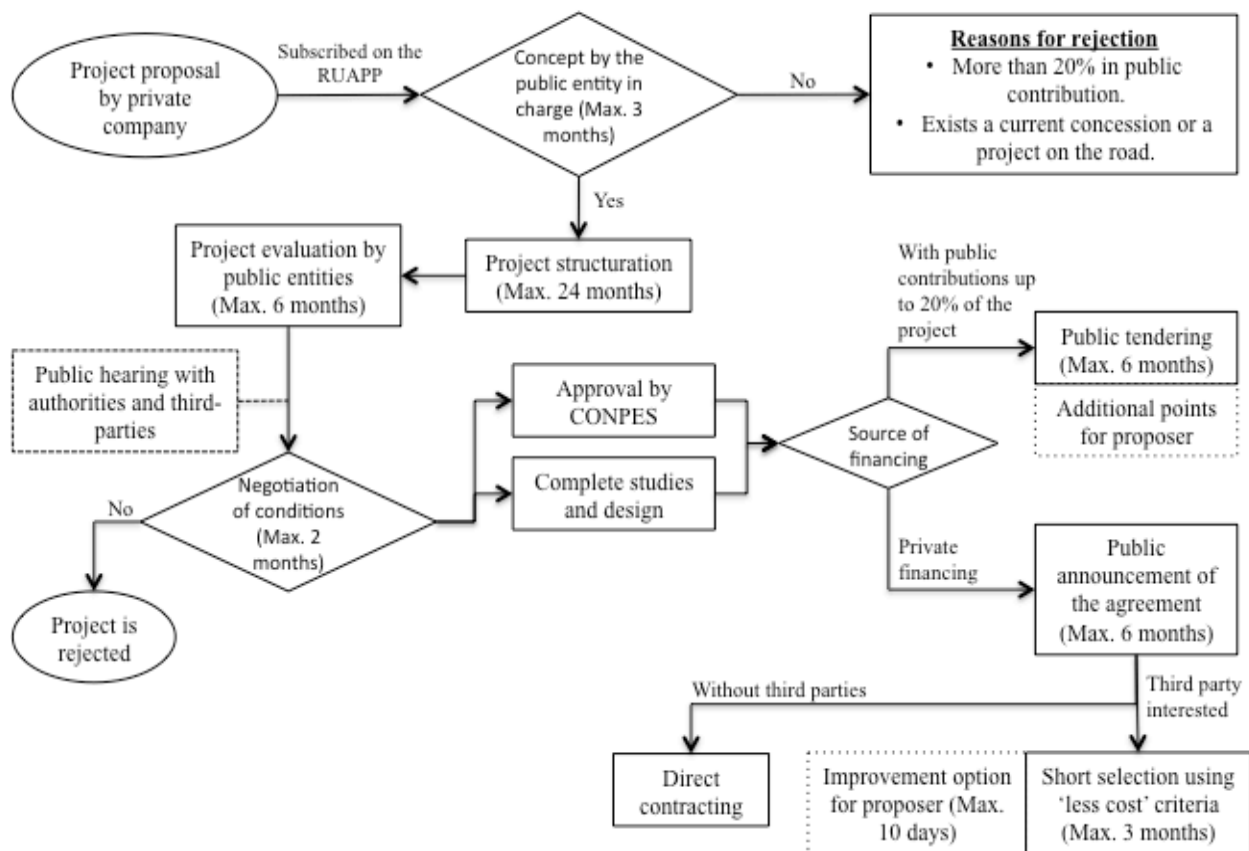 Project proposal
by private
company
Subscribed on the
RUAPP
Concept by the
public entity in
charge (Max. 3
months)
No
Reasons for rejection
• More than 20% in public
contribution.
• Exists a current concession or a
project on the road.
Yes
Project evaluation by
public entities
(Max. 6 months)
Project structuration
(Max. 24 months)
With public
contributions up
to 20% of the
project
Public tendering
(Max. 6 months)
Additional points
for proposer
Public hearing with
authorities and third-
parties
Approval by
CONPES
Source of
financing
Complete studies
and design
Negotiation
of conditions
(Max. 2
months)
No
Project is
rejected
Private
financing
Public
announcement of
the agreement
(Max. 6 months)
Without third parties
Third party
interested
Direct
contracting
Improvement option
for proposer (Max.
10 days)
Short selection using
‘less cost’ criteria
(Max. 3 months)